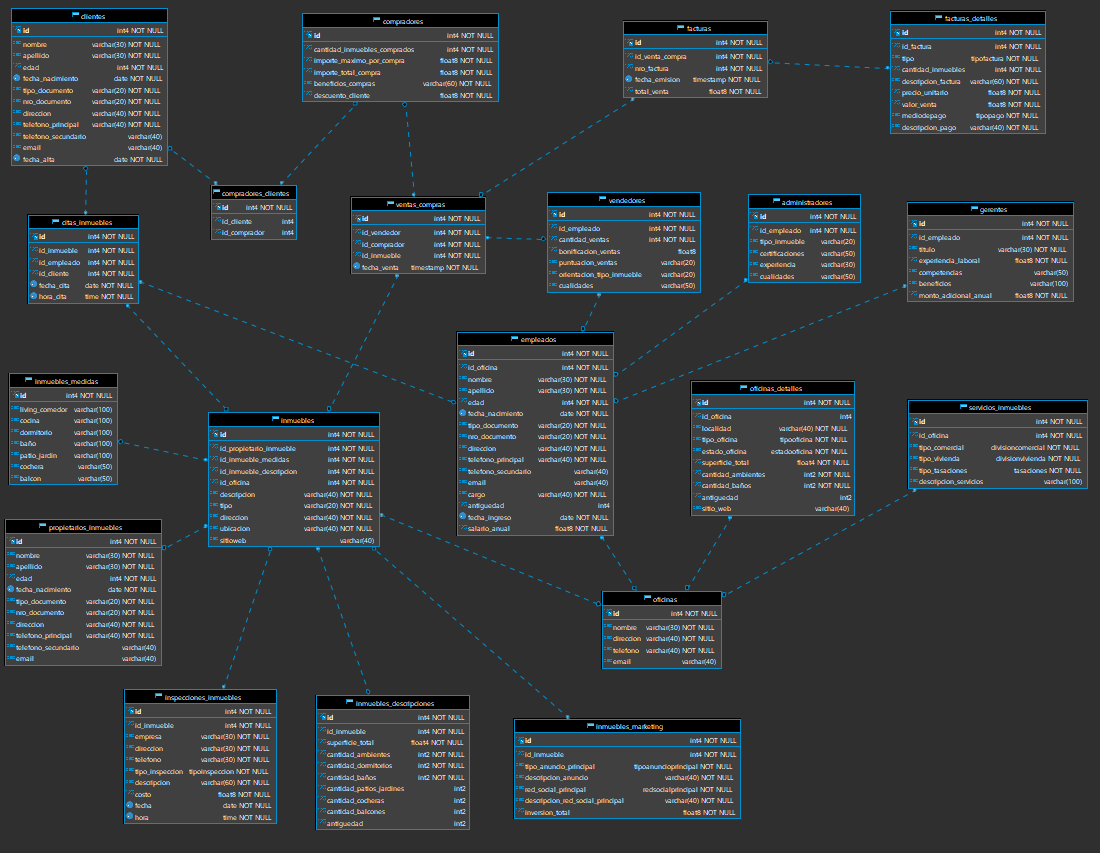 clientes
id int4 NOT NULL
nombre varchar(30) NOT NULL
apellido varchar(30) NOT NULL
edad int4 NOT NULL
fecha_nacimiento date NOT NULL
tipo_documento varchar(20) NOT NULL
nro_documento varchar(20) NOT NULL
direccion varchar(40) NOT NULL
telefono_principal varchar(40) NOT NULL
telefono_secundario varchar(40)
email varchar(40)
fecha_alta date NOT NULL
compradores
id int4 NOT NULL
cantidad_inmuebles_comprados int4 NOT NULL
importe_maximo_por_compra float8 NOT NULL
importe_total_compra float8 NOT NULL
beneficios_compras varchar(60) NOT NULL
descuento_cliente float8 NOT NULL
facturas
id int4 NOT NULL
id_venta_compra int4 NOT NULL
nro_factura int4 NOT NULL
fecha_emision timestamp NOT NULL
total_venta float8 NOT NULL
facturas_detalles
id int4 NOT NULL
id_factura int4 NOT NULL
tipo tipofactura NOT NULL
cantidad_inmuebles int4 NOT NULL
descripcion_factura varchar(60) NOT NULL
precio_unitario float8 NOT NULL
valor_venta float8 NOT NULL
mediodepago tipopago NOT NULL
descripcion_pago varchar(40) NOT NULL
compradores_clientes
id int4 NOT NULL
id_cliente int4
id_comprador int4
citas_inmuebles
id int4 NOT NULL
id_inmueble int4 NOT NULL
id_empleado int4 NOT NULL
id_cliente int4 NOT NULL
fecha_cita date NOT NULL
hora_cita time NOT NULL
ventas_compras
id int4 NOT NULL
id_vendedor int4 NOT NULL
id_comprador int4 NOT NULL
id_inmueble int4 NOT NULL
fecha_venta timestamp NOT NULL
vendedores
id int4 NOT NULL
id_empleado int4 NOT NULL
cantidad_ventas int4 NOT NULL
bonificacion_ventas float8
puntuacion_ventas varchar(20)
orientacion_tipo_inmueble varchar(20)
cualidades varchar(50)
administradores
id int4 NOT NULL
id_empleado int4 NOT NULL
tipo_inmueble varchar(20)
certificaciones varchar(50)
experiencia varchar(30)
cualidades varchar(50)
gerentes
id int4 NOT NULL
id_empleado int4 NOT NULL
titulo varchar(30) NOT NULL
experiencia_laboral float8 NOT NULL
competencias varchar(50)
beneficios varchar(100)
monto_adicional_anual float8 NOT NULL
inmuebles_medidas
id int4 NOT NULL
living_comedor varchar(100)
cocina varchar(100)
dormitorio varchar(100)
baño varchar(100)
patio_jardin varchar(100)
cochera varchar(50)
balcon varchar(50)
inmuebles
id int4 NOT NULL
id_propietario_inmueble int4 NOT NULL
id_inmueble_medidas int4 NOT NULL
id_inmueble_descripcion int4 NOT NULL
id_oficina int4 NOT NULL
descripcion varchar(40) NOT NULL
tipo varchar(20) NOT NULL
direccion varchar(40) NOT NULL
ubicacion varchar(40) NOT NULL
sitioweb varchar(40)
empleados
id int4 NOT NULL
id_oficina int4 NOT NULL
nombre varchar(30) NOT NULL
apellido varchar(30) NOT NULL
edad int4 NOT NULL
fecha_nacimiento date NOT NULL
tipo_documento varchar(20) NOT NULL
nro_documento varchar(20) NOT NULL
direccion varchar(40) NOT NULL
telefono_principal varchar(40) NOT NULL
telefono_secundario varchar(40)
email varchar(40)
cargo varchar(40) NOT NULL
antiguedad int4
fecha_ingreso date NOT NULL
salario_anual float8 NOT NULL
oficinas_detalles
id int4 NOT NULL
id_oficina int4
localidad varchar(40) NOT NULL
tipo_oficina tipooficina NOT NULL
estado_oficina estadooficina NOT NULL
superficie_total float4 NOT NULL
cantidad_ambientes int2 NOT NULL
cantidad_baños int2 NOT NULL
antiguedad int2
sitio_web varchar(40)
servicios_inmuebles
id int4 NOT NULL
id_oficina int4 NOT NULL
tipo_comercial divisioncomercial NOT NULL
tipo_vivienda divisionvivienda NOT NULL
tipo_tasaciones tasaciones NOT NULL
descripcion_servicios varchar(100)
propietarios_inmuebles
id int4 NOT NULL
nombre varchar(30) NOT NULL
apellido varchar(30) NOT NULL
edad int4 NOT NULL
fecha_nacimiento date NOT NULL
tipo_documento varchar(20) NOT NULL
nro_documento varchar(20) NOT NULL
direccion varchar(40) NOT NULL
telefono_principal varchar(40) NOT NULL
telefono_secundario varchar(40)
email varchar(40)
oficinas
id int4 NOT NULL
nombre varchar(30) NOT NULL
direccion varchar(40) NOT NULL
telefono varchar(40) NOT NULL
email varchar(40)
inspecciones_inmuebles
id int4 NOT NULL
id_inmueble int4 NOT NULL
empresa varchar(30) NOT NULL
direccion varchar(30) NOT NULL
telefono varchar(30) NOT NULL
tipo_inspeccion tipoinspeccion NOT NULL
descripcion varchar(60) NOT NULL
costo float8 NOT NULL
fecha date NOT NULL
hora time NOT NULL
inmuebles_descripciones
id int4 NOT NULL
id_inmueble int4 NOT NULL
superficie_total float4 NOT NULL
cantidad_ambientes int2 NOT NULL
cantidad_dormitorios int2 NOT NULL
cantidad_baños int2 NOT NULL
cantidad_patios_jardines int2
cantidad_cocheras int2
cantidad_balcones int2
antiguedad int2
inmuebles_marketing
id int4 NOT NULL
id_inmueble int4 NOT NULL
tipo_anuncio_principal tipoanuncioprincipal NOT NULL
descripcion_anuncio varchar(40) NOT NULL
red_social_principal redsocialprincipal NOT NULL
descripcion_red_social_principal varchar(40) NOT NULL
inversion_total float8 NOT NULL